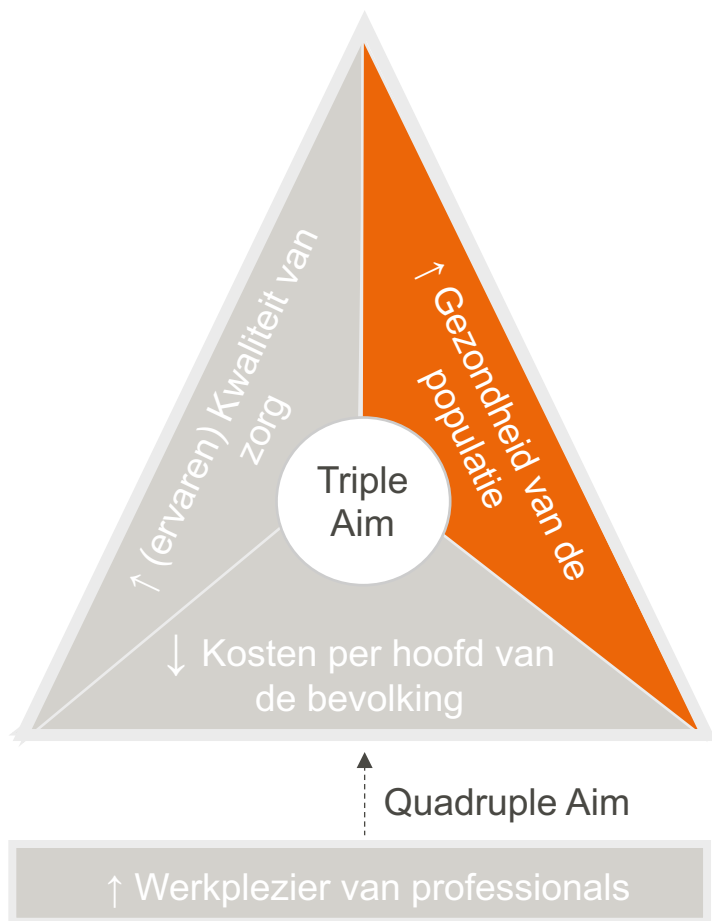 ↑ (ervaren) Kwaliteit van
zorg
↑ Gezondheid van de
populatie
Triple
Aim
↓ Kosten per hoofd van
de bevolking
Quadruple Aim
↑ Werkplezier van professionals